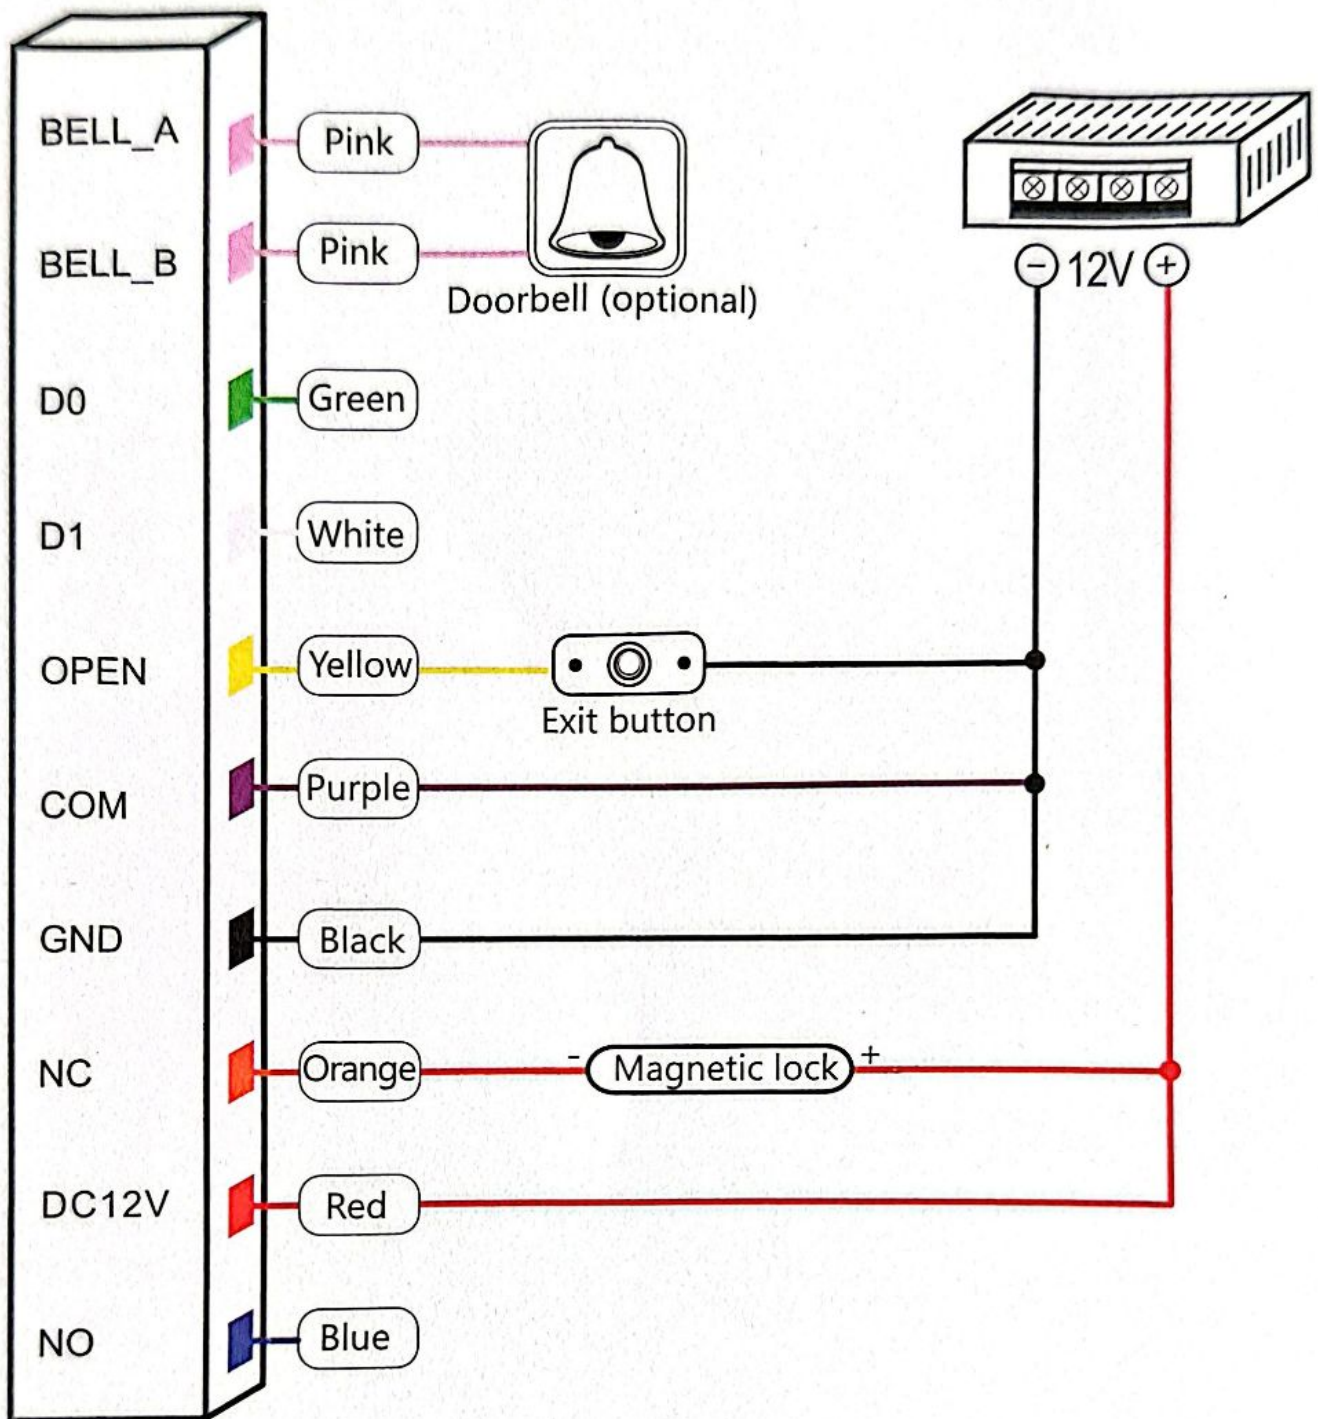 BELL_A
Pink
BELL_B
Pink
Doorbell (optional)
- 12V +
D0
Green
D1
White
OPEN
Yellow
Exit button
COM
Purple
GND
Black
NC
Orange
- Magnetic lock +
DC12V
Red
NO
Blue